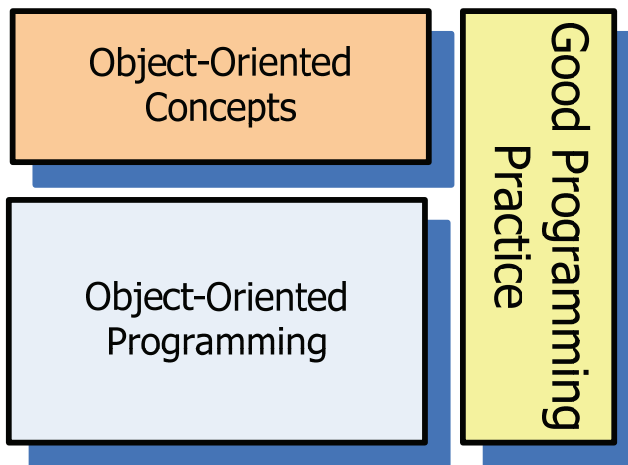 Object-Oriented
Concepts
Object-Oriented
Programming
Good Programming
Practice